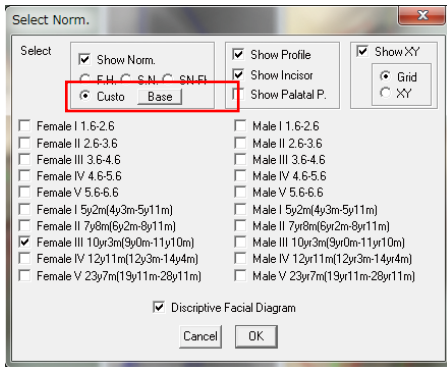 Select Norm.
Select
Show Norm.
F.H. S.N. SN-FH
Custo Base
Show Profile
Show Incisor
Show Palatal P.
Show XY
Grid
XY
Female I 1.6-2.6
Female II 2.6-3.6
Female III 3.6-4.6
Female IV 4.6-5.6
Female V 5.6-6.6
Female I 5y2m(4y3m-5y11m)
Female II 7y8m(6y2m-8y11m)
Female III 10yr3m(9y0m-11y10m)
Female IV 12y11m(12y3m-14y4m)
Female V 23y7m(19y11m-28y11m)
Male I 1.6-2.6
Male II 2.6-3.6
Male III 3.6-4.6
Male IV 4.6-5.6
Male V 5.6-6.6
Male I 5y2m(4y3m-5y11m)
Male II 7yr8m(6yr2m-8yr11m)
Male III 10yr3m(9yr0m-11yr10m)
Male IV 12yr11m(12yr3m-14yr4m)
Male V 23yr7m(19yr11m-28yr11m)
Discriptive Facial Diagram
Cancel OK